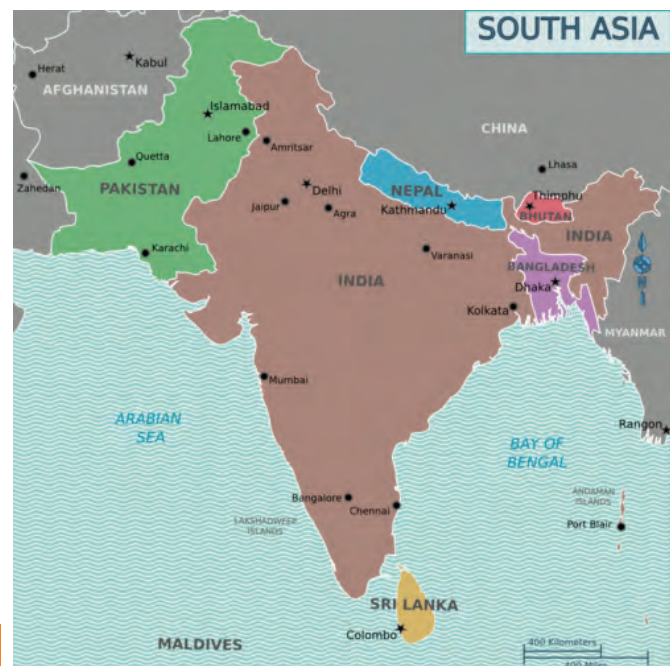 SOUTH ASIA
Kabul
Herat
AFGHANISTAN
Islamabad
Lahore
Amritsar
CHINA
Quetta
Zahedan
PAKISTAN
Lhasa
Delhi
NEPAL
Thimphu
Jaipur
Agra
Kathmandu
BHUTAN
INDIA
Karachi
Varanasi
BANGLADESH
INDIA
Dhaka
N
Kolkata
MYANMAR
Mumbai
ARABIAN
SEA
Rangon
BAY OF
BENGAL
Bangalore
Chennai
ANDAMAN
ISLANDS
LAKSHADWEEP
ISLANDS
Port Blair
SRI LANKA
Colombo
MALDIVES
400 Kilometers
400 Miles